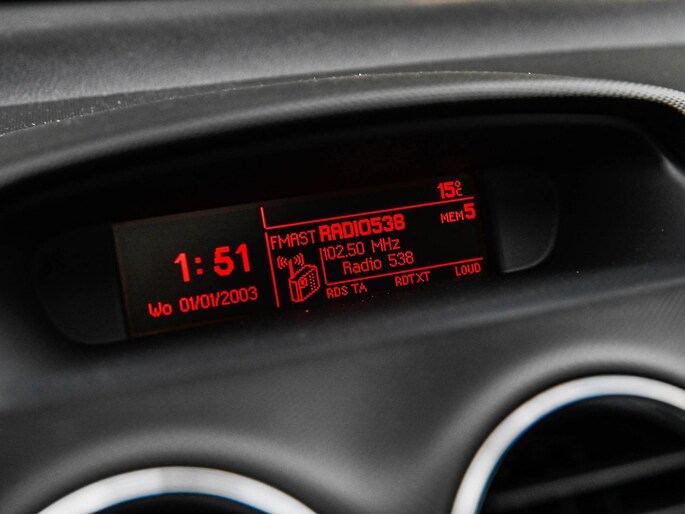 15°C
FMAST RADIO538 MEM5
1:51
102.50 MHz
Radio 538
Wo 01/01/2003
RDS TA RDTXT LOUD